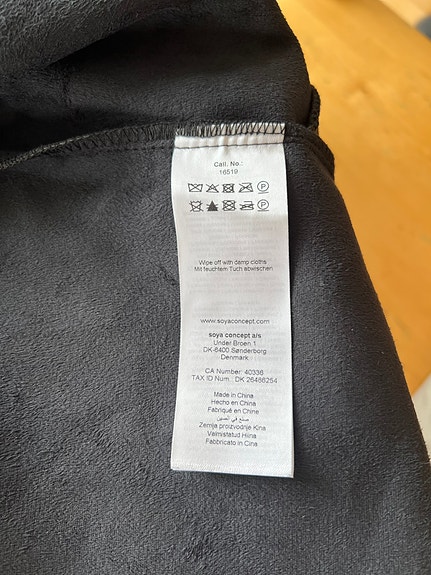 Call. No.:
16519
P
P
Wipe off with damp cloths
Mit feuchtem Tuch abwischen
www.soyaconcept.com
soya concept a/s
Under Broen 1
DK-6400 Sønderborg
Denmark
CA Number: 40336
TAX ID Num.: DK 26486254
Made in China
Hecho en China
Fabriqué en Chine
صنع في الصين
Zemlja proizvodnje Kina
Valmistatud Hiina
Fabbricato in Cina